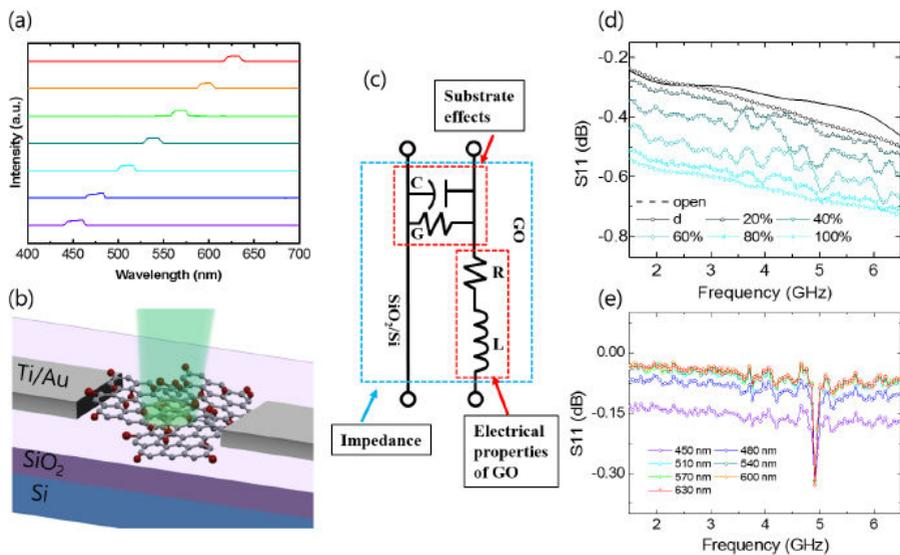 (a)
Intensity (a.u.)
400 450 500 550 600 650 700
Wavelength (nm)
(b)
Ti/Au
SiO2
Si
(c)
Substrate
effects
C
G
GO
R
L
SiO2/Si
Impedance
Electrical
properties
of GO
(d)
-0.2
-0.4
-0.6
-0.8
S11 (dB)
open
d 20% 40%
60% 80% 100%
2 3 4 5 6
Frequency (GHz)
(e)
0.00
-0.15
-0.30
S11 (dB)
450 nm 480 nm
510 nm 540 nm
570 nm 600 nm
630 nm
2 3 4 5 6
Frequency (GHz)